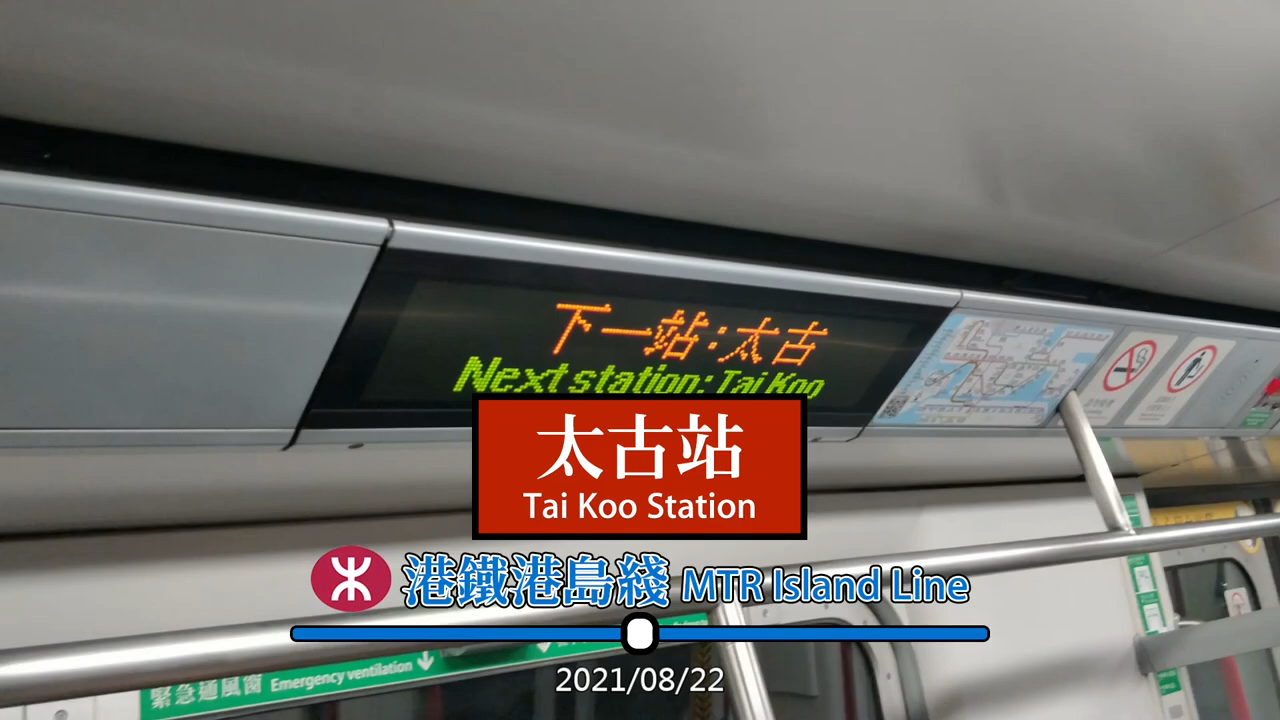 下一站:太古
Next station: Tai Koo
太古站
Tai Koo Station
港鐵港島綫 MTR Island Line
2021/08/22
緊急通風窗 Emergency ventilation